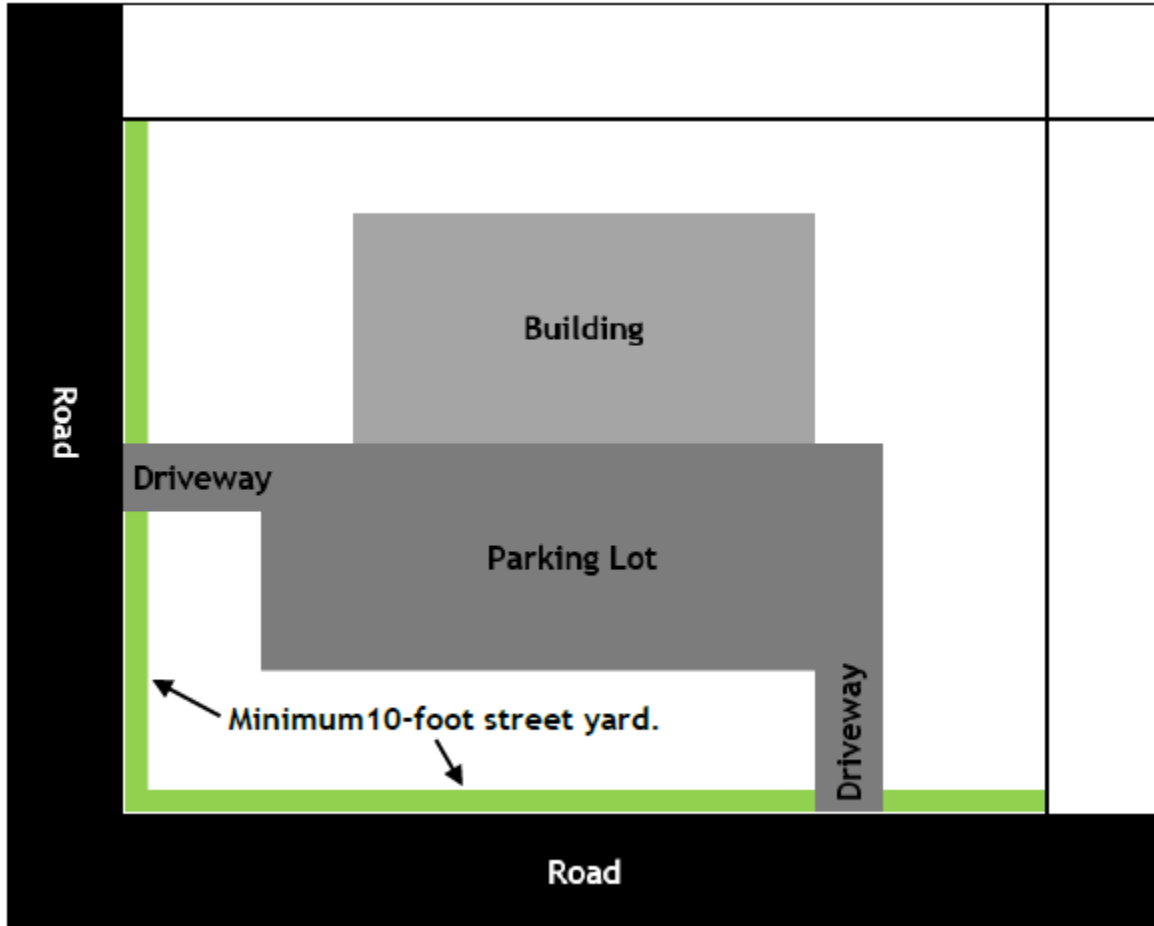 Building
Road
Driveway
Parking Lot
Minimum10-foot street yard.
Driveway
Road